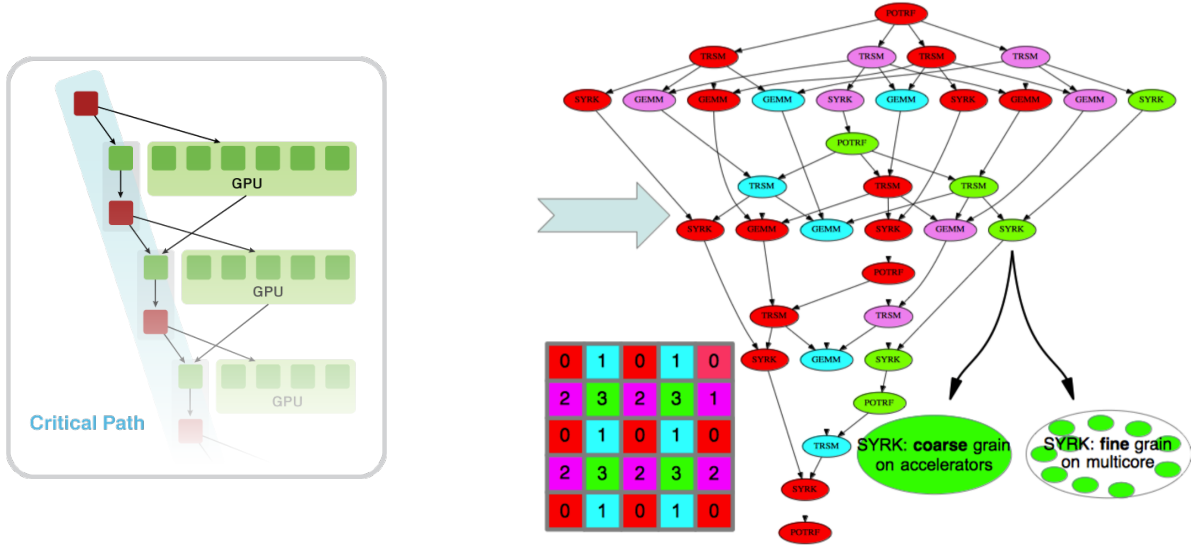 GPU
GPU
GPU
Critical Path
POTRF
TRSM TRSM TRSM TRSM
SYRK GEMM GEMM GEMM SYRK GEMM SYRK GEMM GEMM SYRK
POTRF
TRSM TRSM TRSM
SYRK GEMM GEMM SYRK GEMM SYRK
POTRF
TRSM TRSM
SYRK GEMM SYRK
POTRF
TRSM
SYRK
POTRF
0 1 0 1 0
2 3 2 3 1
0 1 0 1 0
2 3 2 3 2
0 1 0 1 0
SYRK: coarse grain
on accelerators
SYRK: fine grain
on multicore